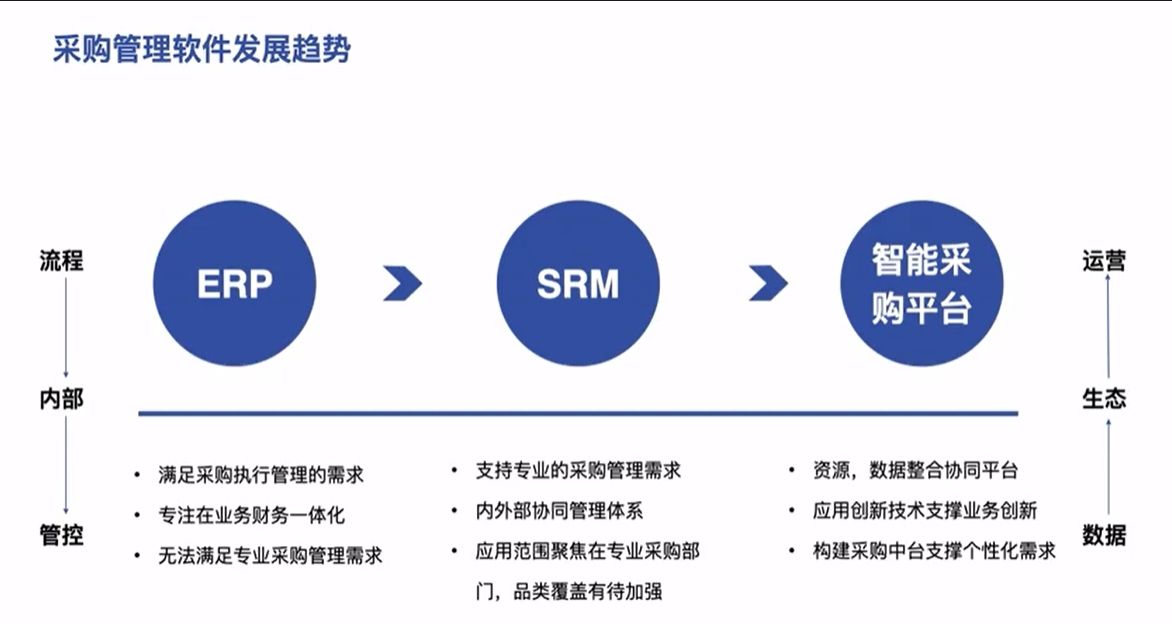 采购管理软件发展趋势
流程
内部
管控
ERP
SRM
智能采
购平台
运营
生态
数据
• 满足采购执行管理的需求
• 专注在业务财务一体化
• 无法满足专业采购管理需求
• 支持专业的采购管理需求
• 内外部协同管理体系
• 应用范围聚焦在专业采购部
门，品类覆盖有待加强
• 资源，数据整合协同平台
• 应用创新技术支撑业务创新
• 构建采购中台支撑个性化需求